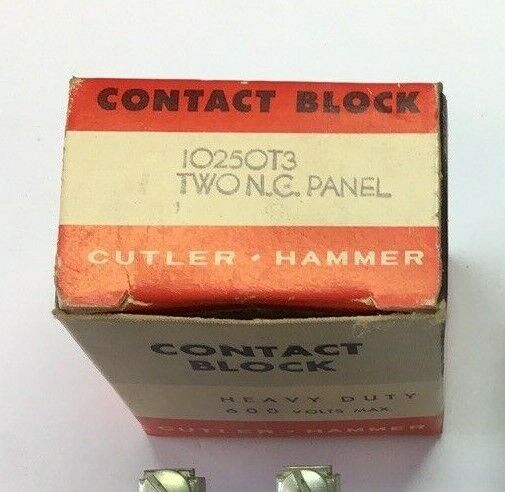 CONTACT BLOCK
10250T3
TWO N.C. PANEL
CUTLER · HAMMER
CONTACT
BLOCK
HEAVY DUTY
600 VOLTS MAX
CUTLER · HAMMER